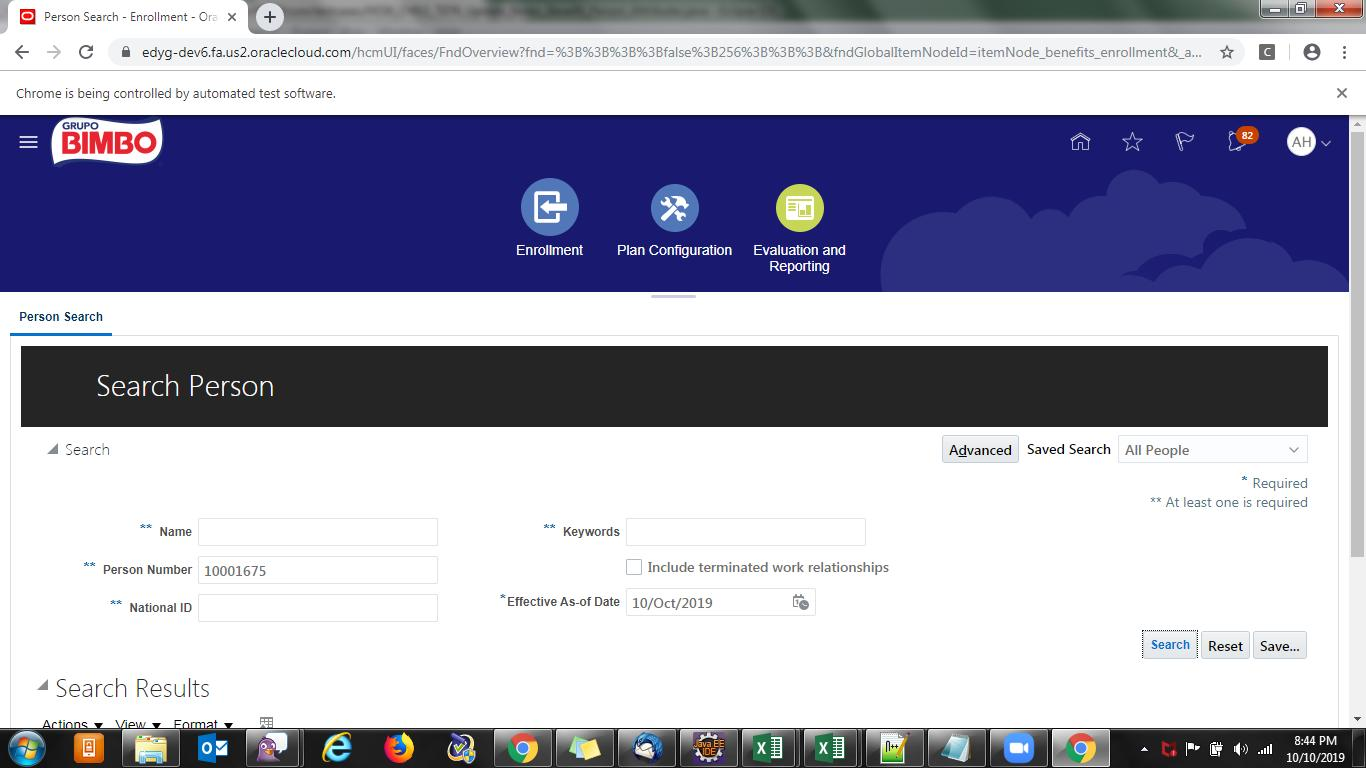 Person Search - Enrollment - Ora
edyg-dev6.fa.us2.oraclecloud.com/hcmUI/faces/FndOverview?fnd=%3B%3B%3B%3Bfalse%3B256%3B%3B%3B&fndGlobalItemNodeId=itemNode_benefits_enrollment&_a...
C
Chrome is being controlled by automated test software.
GRUPO
BIMBO
82
AH
Enrollment
Plan Configuration
Evaluation and
Reporting
Person Search
Search Person
Search
Advanced
Saved Search
All People
* Required
** At least one is required
** Name
** Keywords
** Person Number
10001675
Include terminated work relationships
** National ID
*Effective As-of Date
10/Oct/2019
Search
Reset
Save...
Search Results
Actions
View
Format
Java EE
IDE
8:44 PM
10/10/2019